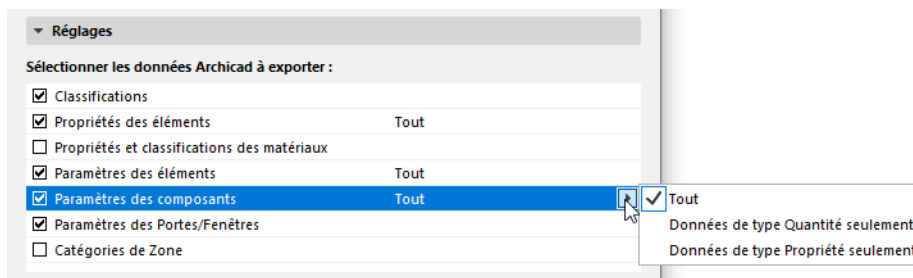 Réglages
Sélectionner les données Archicad à exporter :
Classifications
Propriétés des éléments Tout
Propriétés et classifications des matériaux
Paramètres des éléments Tout
Paramètres des composants Tout
Tout
Paramètres des Portes/Fenêtres
Données de type Quantité seulement
Catégories de Zone
Données de type Propriété seulement